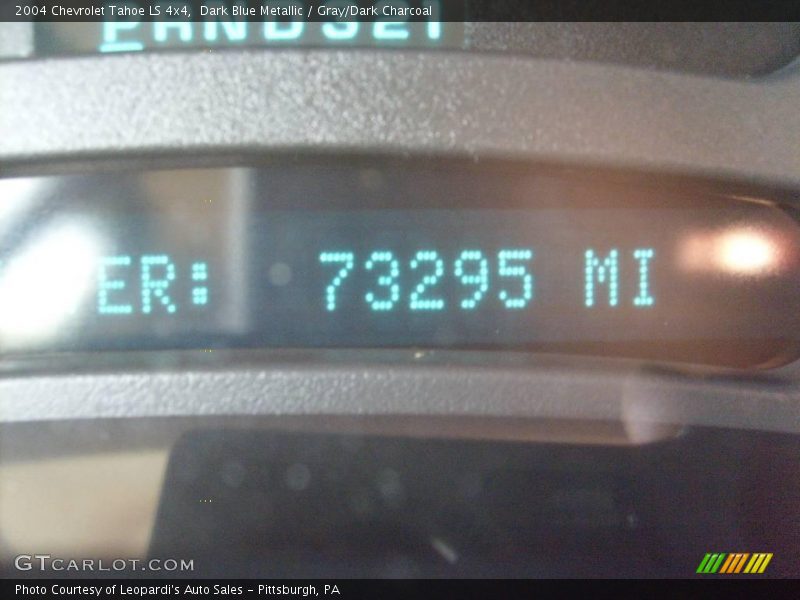 2004 Chevrolet Tahoe LS 4x4, Dark Blue Metallic / Gray/Dark Charcoal
ER: 73295 MI
GTCARLOT.COM
Photo Courtesy of Leopardi's Auto Sales - Pittsburgh, PA